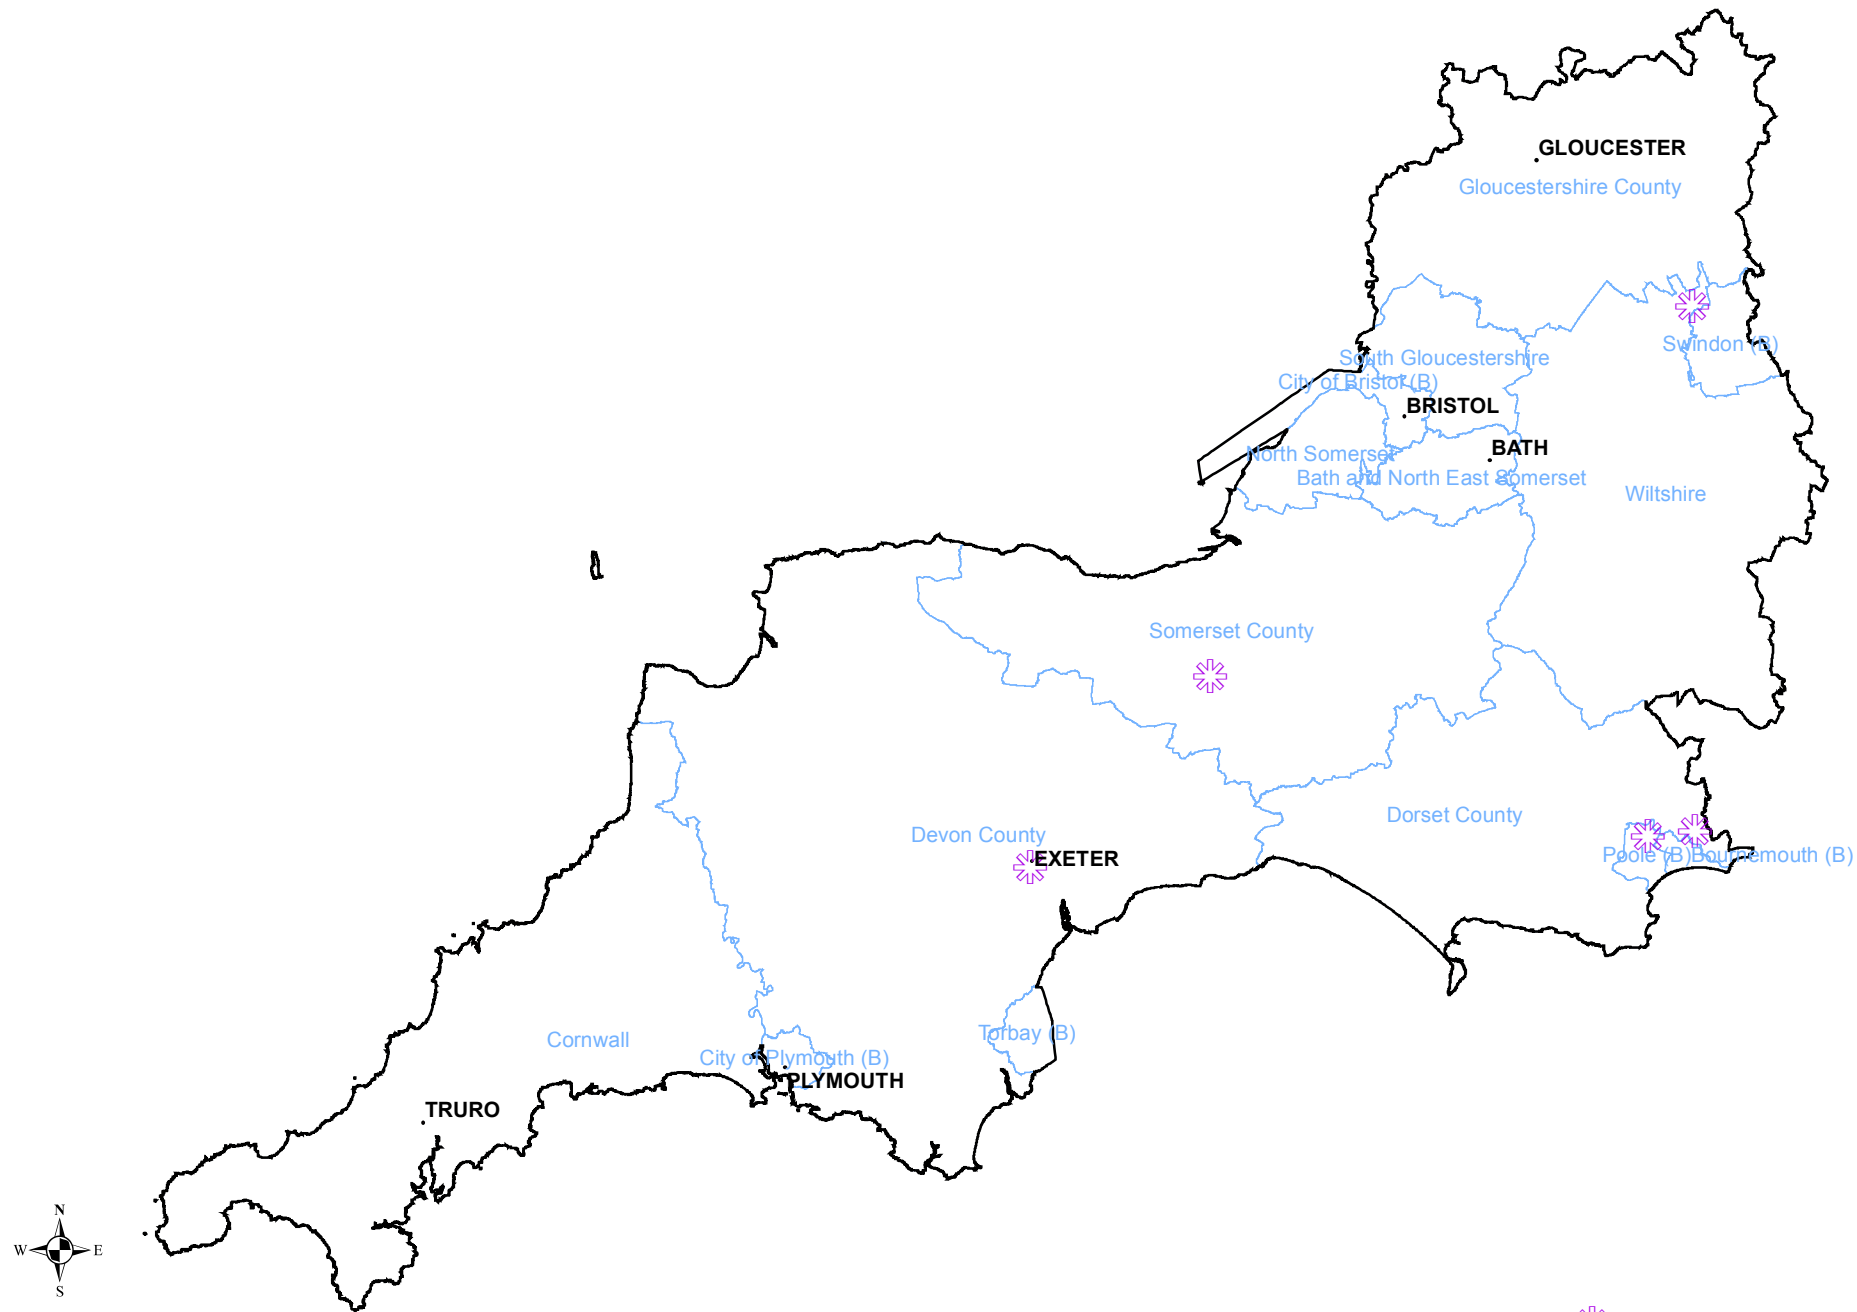 GLOUCESTER
Gloucestershire County
Swindon (B)
South Gloucestershire
City of Bristol (B)
BRISTOL
BATH
North Somerset
Bath and North East Somerset
Wiltshire
Somerset County
Dorset County
Devon County
EXETER
Poole (B)
Bournemouth (B)
Torbay (B)
Cornwall
City of Plymouth (B)
PLYMOUTH
TRURO
N
W E
S